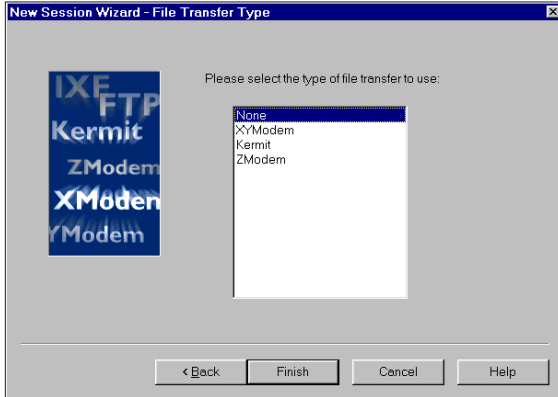 New Session Wizard - File Transfer Type
IXF
FTP
Kermit
ZModem
XModem
YModem
Please select the type of file transfer to use:
None
XYModem
Kermit
ZModem
< Back
Finish
Cancel
Help